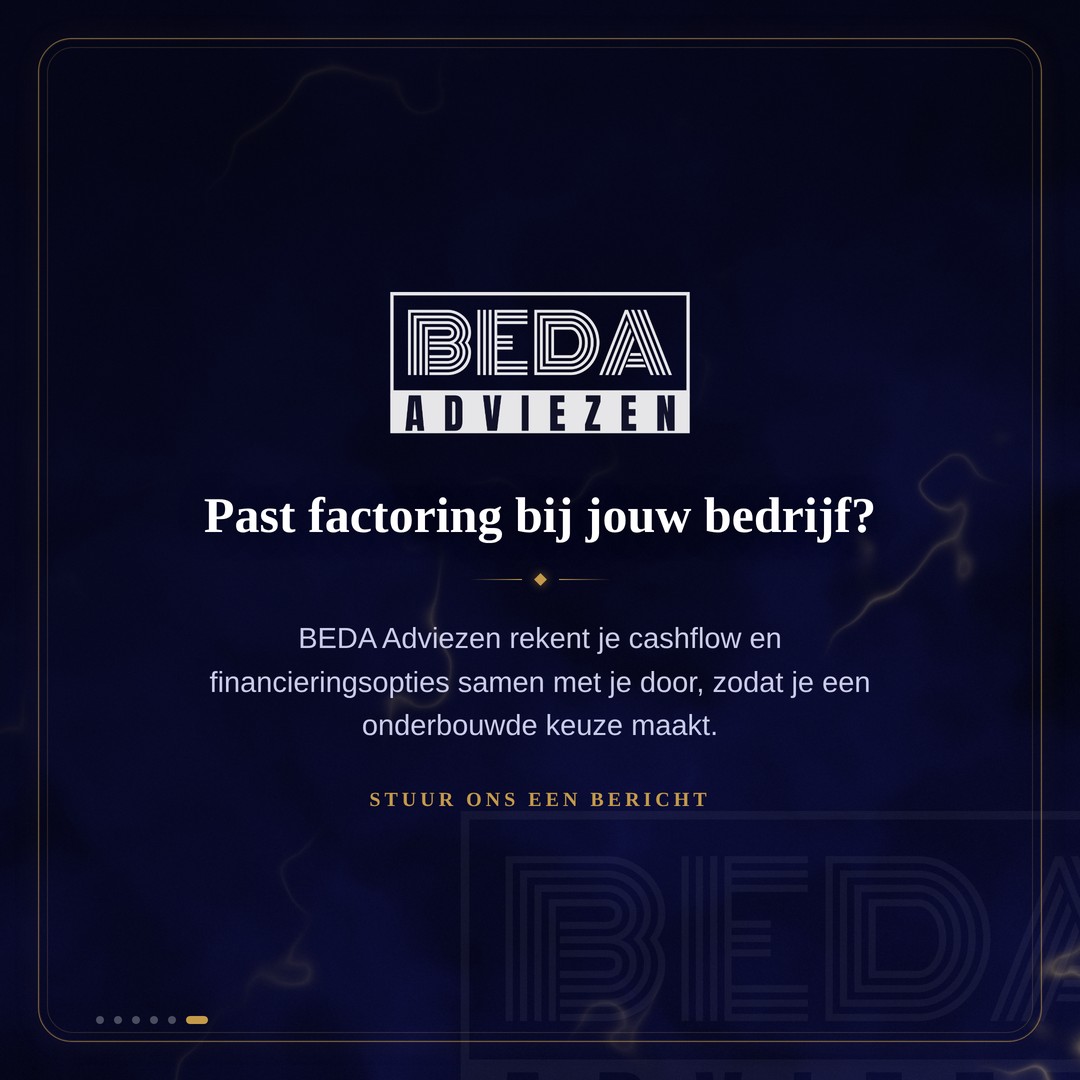 BEDA
ADVIEZEN
Past factoring bij jouw bedrijf?
BEDA Adviezen rekent je cashflow en
financieringsopties samen met je door, zodat je een
onderbouwde keuze maakt.
STUUR ONS EEN BERICHT
BEDA